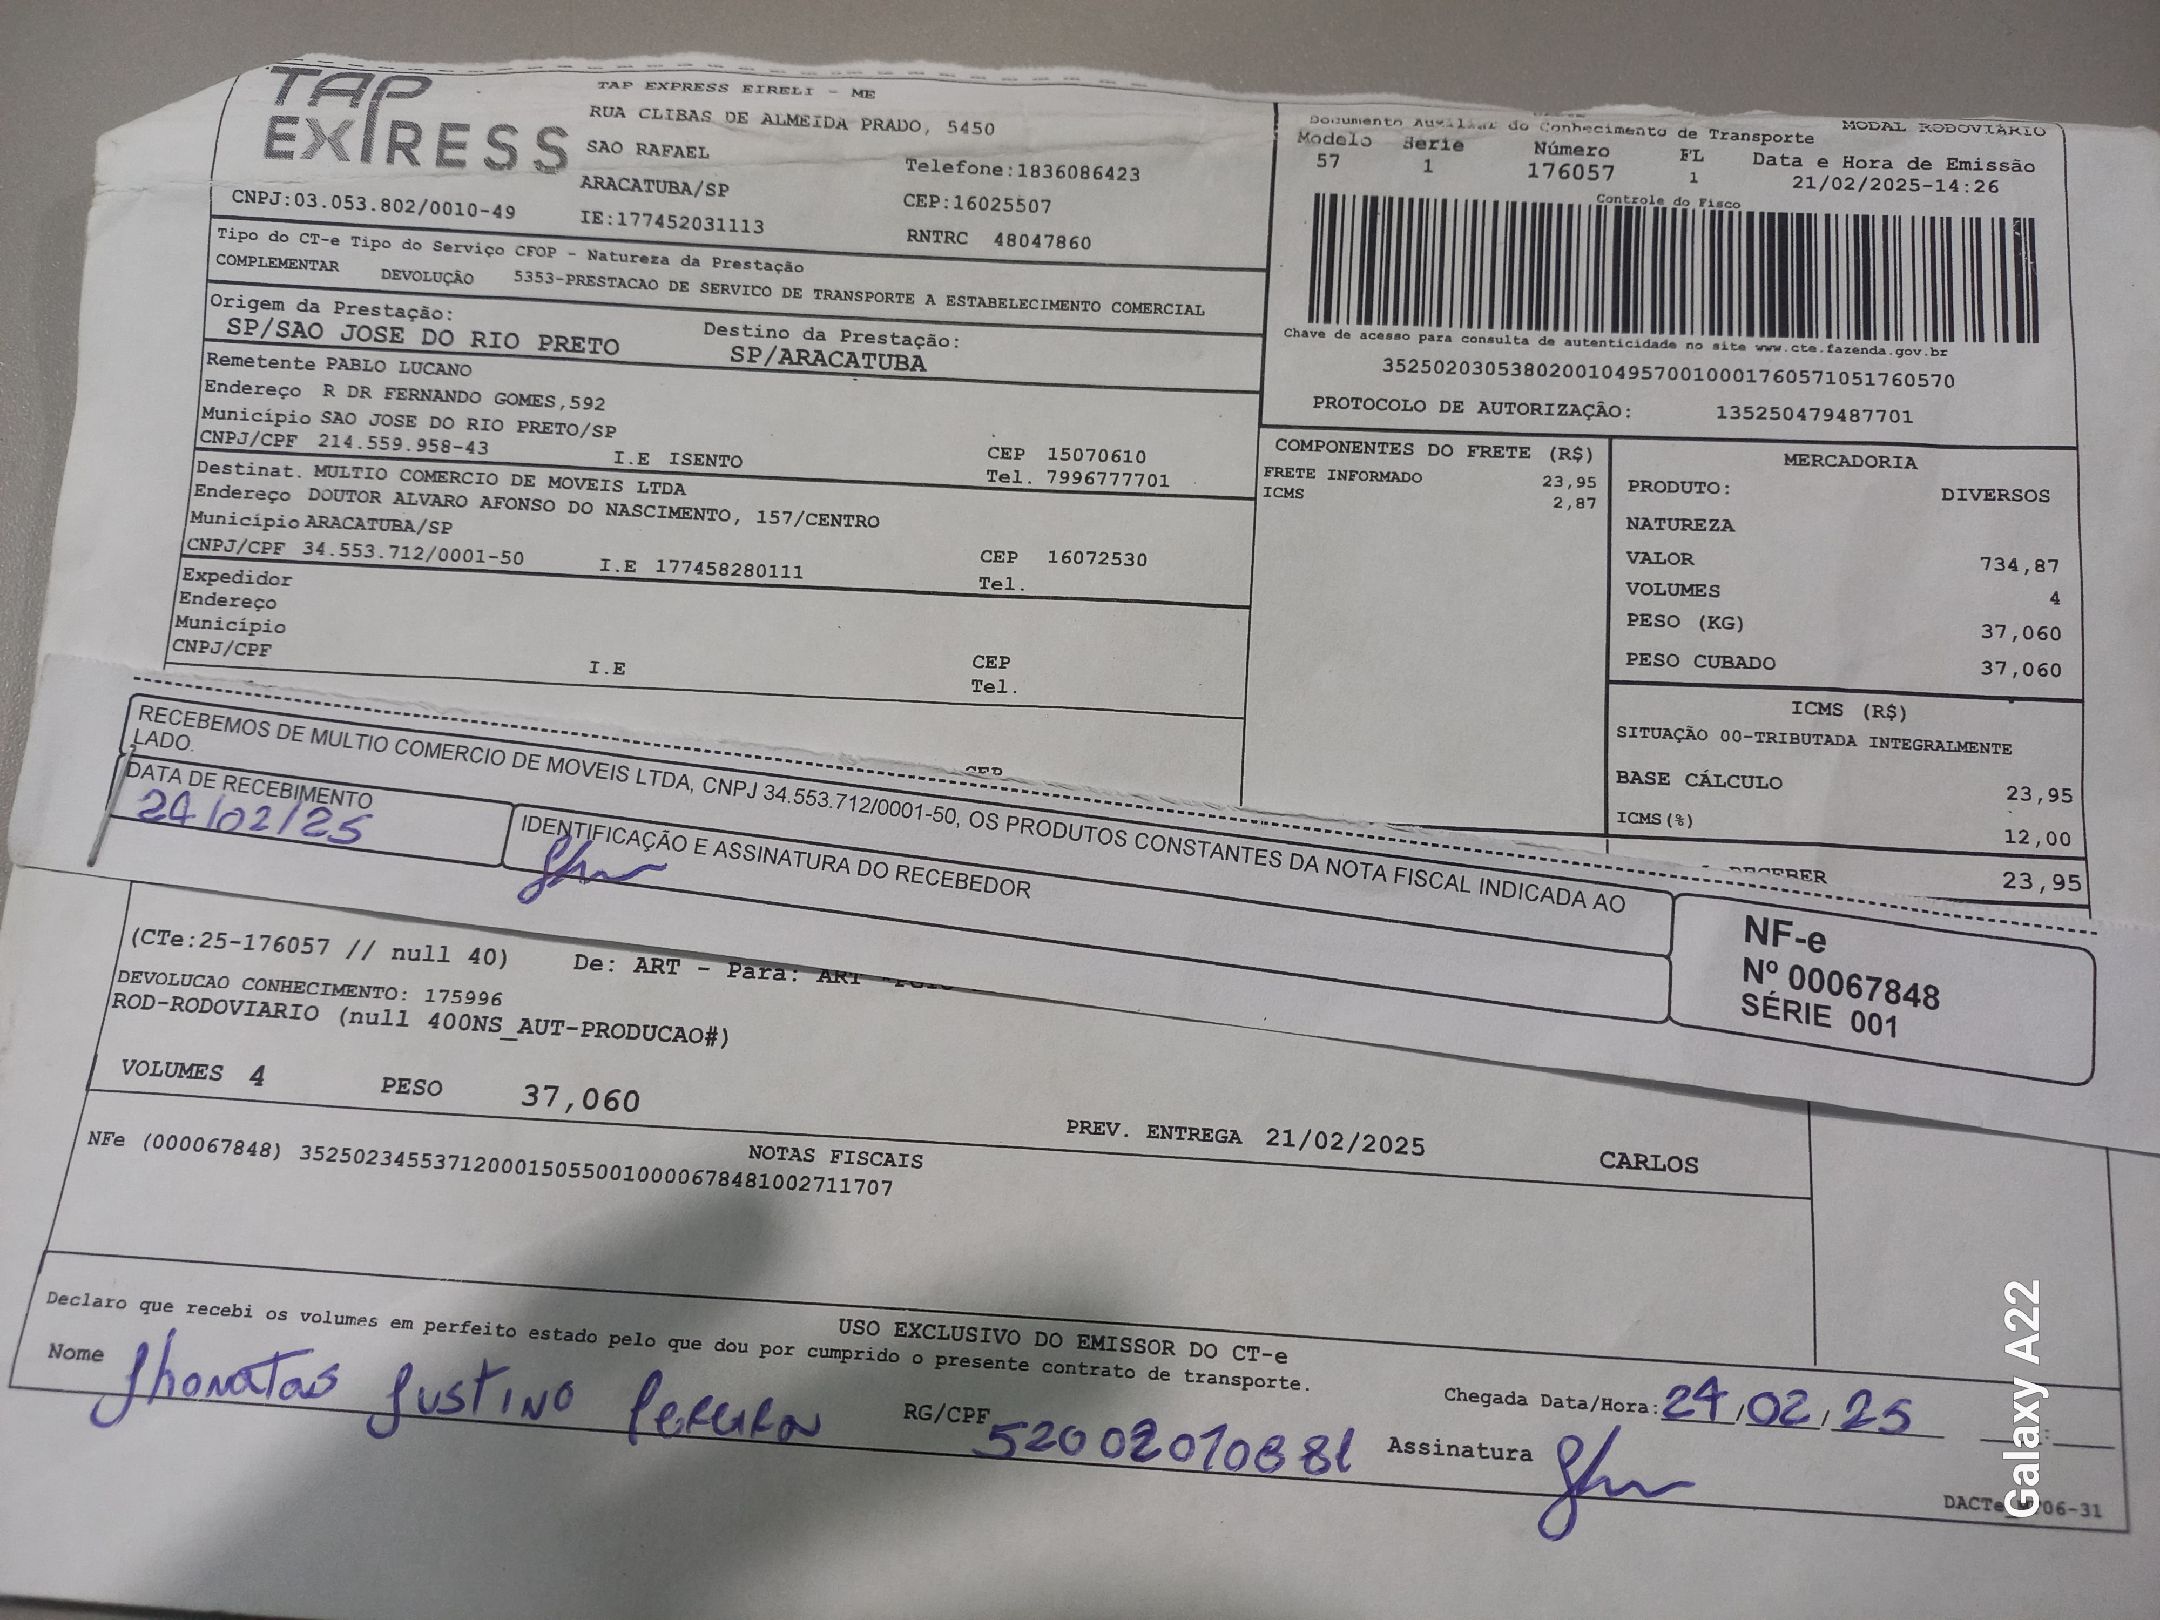 TAP
EXPRESS
TAP EXPRESS EIRELI - ME
RUA CLIBAS DE ALMEIDA PRADO, 5450
SAO RAFAEL
Telefone:1836086423
ARACATUBA/SP
CEP:16025507
CNPJ:03.053.802/0010-49
IE:177452031113
RNTRC 48047860
Documento Auxiliar do Conhecimento de Transporte
MODAL RODOVIÁRIO
Modelo Serie Número FL Data e Hora de Emissão
57 1 176057 1 21/02/2025-14:26
Controle do Fisco
Chave de acesso para consulta de autenticidade no site www.cte.fazenda.gov.br
35250203053802001049570010001760571051760570
PROTOCOLO DE AUTORIZAÇÃO: 135250479487701
Tipo do CT-e Tipo do Serviço CFOP - Natureza da Prestação
COMPLEMENTAR DEVOLUÇÃO 5353-PRESTACAO DE SERVICO DE TRANSPORTE A ESTABELECIMENTO COMERCIAL
Origem da Prestação:
SP/SAO JOSE DO RIO PRETO
Destino da Prestação:
SP/ARACATUBA
Remetente PABLO LUCANO
Endereço R DR FERNANDO GOMES,592
Município SAO JOSE DO RIO PRETO/SP
CEP 15070610
CNPJ/CPF 214.559.958-43 I.E ISENTO
Tel. 7996777701
Destinat. MULTIO COMERCIO DE MOVEIS LTDA
Endereço DOUTOR ALVARO AFONSO DO NASCIMENTO, 157/CENTRO
Município ARACATUBA/SP
CEP 16072530
CNPJ/CPF 34.553.712/0001-50 I.E 177458280111
Tel.
Expedidor
Endereço
Município
CEP
CNPJ/CPF I.E
Tel.
CEP
COMPONENTES DO FRETE (R$)
FRETE INFORMADO 23,95
ICMS 2,87
MERCADORIA
PRODUTO: DIVERSOS
NATUREZA
VALOR 734,87
VOLUMES 4
PESO (KG) 37,060
PESO CUBADO 37,060
ICMS (R$)
SITUAÇÃO 00-TRIBUTADA INTEGRALMENTE
BASE CÁLCULO 23,95
ICMS(%) 12,00
RECEBER 23,95
RECEBEMOS DE MULTIO COMERCIO DE MOVEIS LTDA, CNPJ 34.553.712/0001-50, OS PRODUTOS CONSTANTES DA NOTA FISCAL INDICADA AO
LADO.
DATA DE RECEBIMENTO
24/02/25
IDENTIFICAÇÃO E ASSINATURA DO RECEBEDOR
NF-e
Nº 00067848
SÉRIE 001
(CTe:25-176057 // null 40) De: ART - Para: ART
DEVOLUCAO CONHECIMENTO: 175996
ROD-RODOVIARIO (null 400NS_AUT-PRODUCAO#)
VOLUMES 4 PESO 37,060
PREV. ENTREGA 21/02/2025
CARLOS
NOTAS FISCAIS
NFe (000067848) 35250234553712000150550010000678481002711707
USO EXCLUSIVO DO EMISSOR DO CT-e
Declaro que recebi os volumes em perfeito estado pelo que dou por cumprido o presente contrato de transporte.
Nome Jhonatas Justino Pereira
RG/CPF 52002010881
Chegada Data/Hora: 24/02/25 :
Assinatura
Galaxy A22